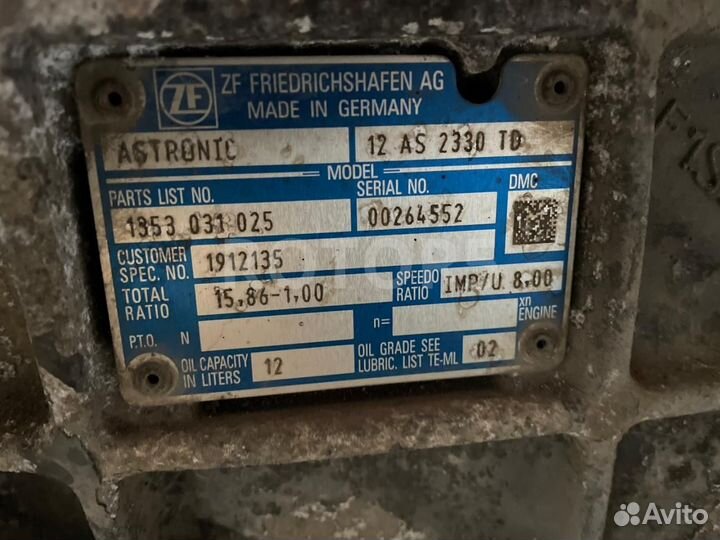 ZF
ZF FRIEDRICHSHAFEN AG
MADE IN GERMANY
ASTRONIC
12 AS 2330 TD
MODEL
PARTS LIST NO.
SERIAL NO.
DMC
1353 031 025
00264552
CUSTOMER SPEC. NO.
1912135
TOTAL RATIO
15,86-1,00
SPEEDO RATIO
IMP/U 8,00
P.T.O.
N
n=
xn ENGINE
OIL CAPACITY IN LITERS
12
OIL GRADE SEE LUBRIC. LIST TE-ML
02
Avito